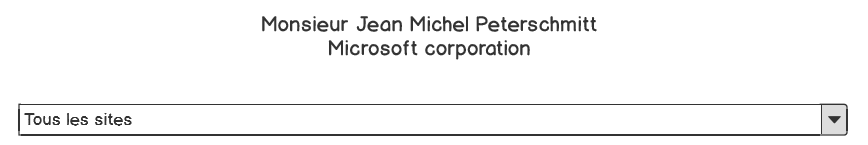 Monsieur Jean Michel Peterschmitt
Microsoft corporation
Tous les sites